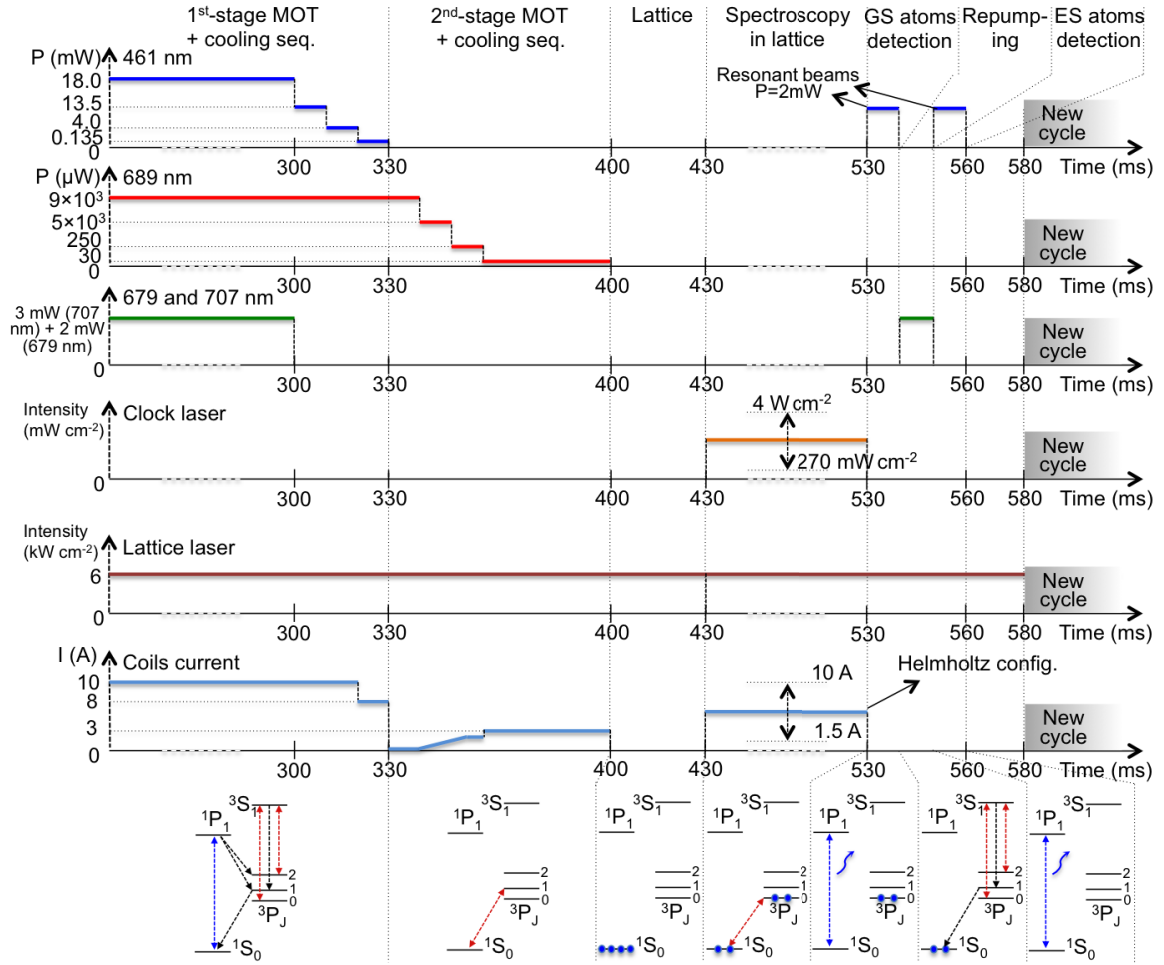 1st-stage MOT
+ cooling seq.
2nd-stage MOT
+ cooling seq.
Lattice
Spectroscopy
in lattice
GS atoms
detection
Repump-
ing
ES atoms
detection
P (mW)
461 nm
18.0
13.5
4.0
0.135
0
Resonant beams
P=2mW
New
cycle
300
330
400
430
530
560
580
Time (ms)
P (μW)
689 nm
9×10³
5×10³
250
30
0
New
cycle
300
330
400
430
530
560
580
Time (ms)
679 and 707 nm
3 mW (707
nm) + 2 mW
(679 nm)
0
New
cycle
300
330
400
430
530
560
580
Time (ms)
Intensity
(mW cm-2)
Clock laser
0
4 W cm-2
270 mW cm-2
New
cycle
300
330
400
430
530
560
580
Time (ms)
Intensity
(kW cm-2)
Lattice laser
6
0
New
cycle
300
330
400
430
530
560
580
Time (ms)
I (A)
Coils current
10
8
3
0
10 A
1.5 A
Helmholtz config.
New
cycle
300
330
400
430
530
560
580
Time (ms)
3S1
1P1
2
1
0
3PJ
1S0
3S1
1P1
2
1
0
3PJ
1S0
3S1
1P1
2
1
0
3PJ
1S0
3S1
1P1
2
1
0
3PJ
1S0
3S1
1P1
2
1
0
3PJ
1S0
3S1
1P1
2
1
0
3PJ
1S0
3S1
1P1
2
1
0
3PJ
1S0